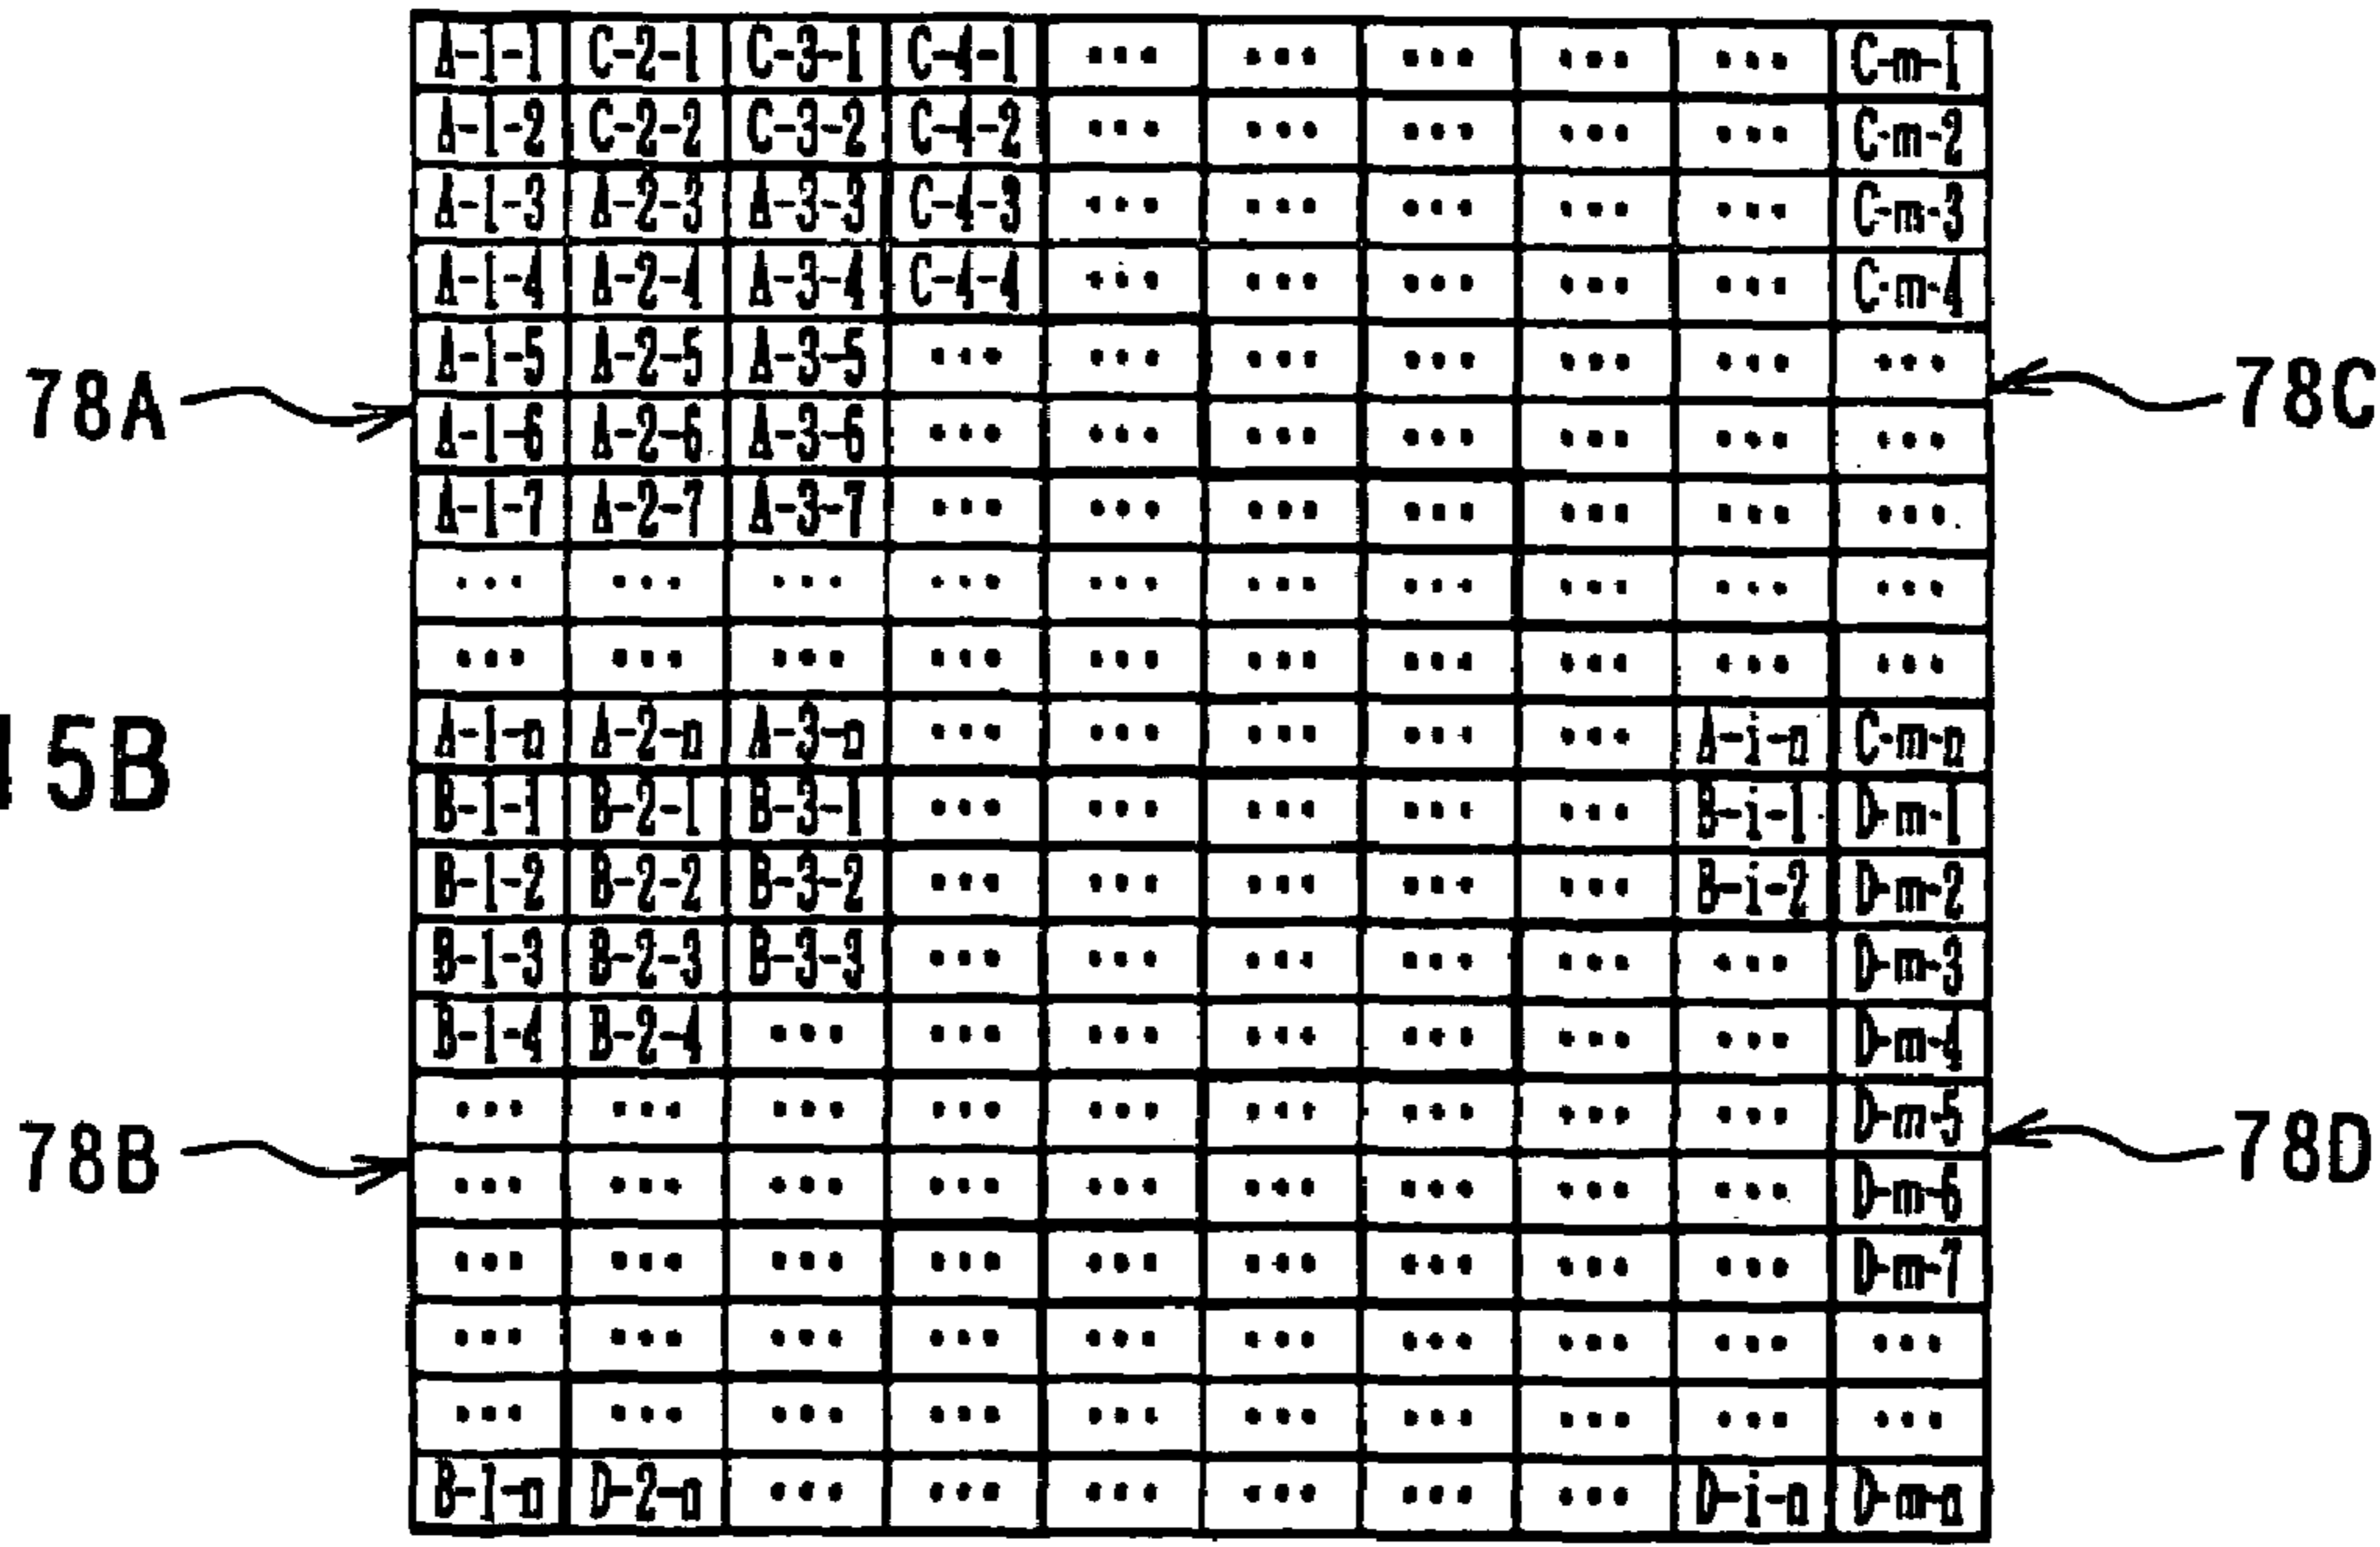 A-1-1 C-2-1 C-3-1 C-4-1 ... ... ... ... ... C-m-1
A-1-2 C-2-2 C-3-2 C-4-2 ... ... ... ... ... C-m-2
A-1-3 A-2-3 A-3-3 C-4-3 ... ... ... ... ... C-m-3
A-1-4 A-2-4 A-3-4 C-4-4 ... ... ... ... ... C-m-4
A-1-5 A-2-5 A-3-5 ... ... ... ... ... ... ...
78A 78C
A-1-6 A-2-6 A-3-6 ... ... ... ... ... ... ...
A-1-7 A-2-7 A-3-7 ... ... ... ... ... ... ...
... ... ... ... ... ... ... ... ... ...
... ... ... ... ... ... ... ... ... ...
A-1-n A-2-n A-3-n ... ... ... ... ... A-i-n C-m-n
5B
B-1-1 B-2-1 B-3-1 ... ... ... ... ... B-i-1 D-m-1
B-1-2 B-2-2 B-3-2 ... ... ... ... ... B-i-2 D-m-2
B-1-3 B-2-3 B-3-3 ... ... ... ... ... ... D-m-3
B-1-4 B-2-4 ... ... ... ... ... ... ... D-m-4
... ... ... ... ... ... ... ... ... D-m-5
78B 78D
... ... ... ... ... ... ... ... ... D-m-6
... ... ... ... ... ... ... ... ... D-m-7
... ... ... ... ... ... ... ... ... ...
... ... ... ... ... ... ... ... ... ...
B-1-n D-2-n ... ... ... ... ... ... D-i-n D-m-n